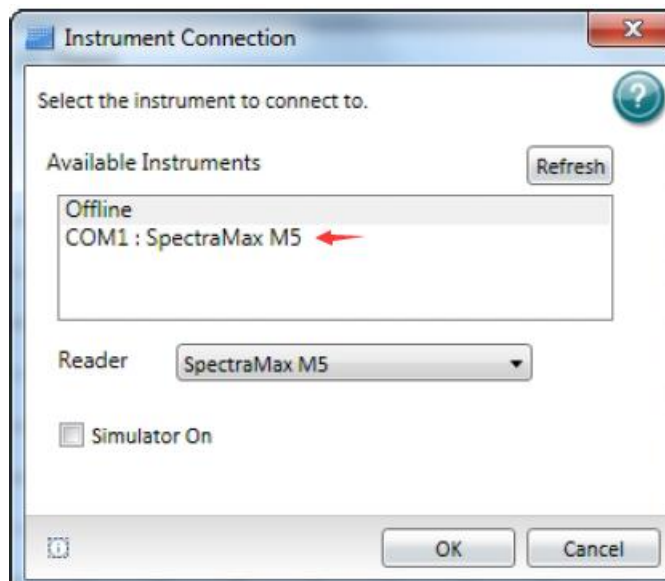 Instrument Connection
Select the instrument to connect to.
Available Instruments
Refresh
Offline
COM1 : SpectraMax M5
Reader
SpectraMax M5
Simulator On
OK
Cancel